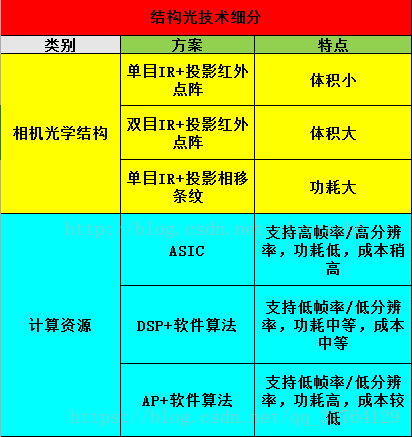 结构光技术细分
类别
方案
特点
相机光学结构
单目IR+投影红外
点阵
体积小
双目IR+投影红外
点阵
体积大
单目IR+投影相移
条纹
功耗大
计算资源
ASIC
支持高帧率/高分辨
率，功耗低，成本稍
高
DSP+软件算法
支持低帧率/低分辨
率，功耗中等，成本
中等
AP+软件算法
支持低帧率/低分辨
率，功耗高，成本较
低